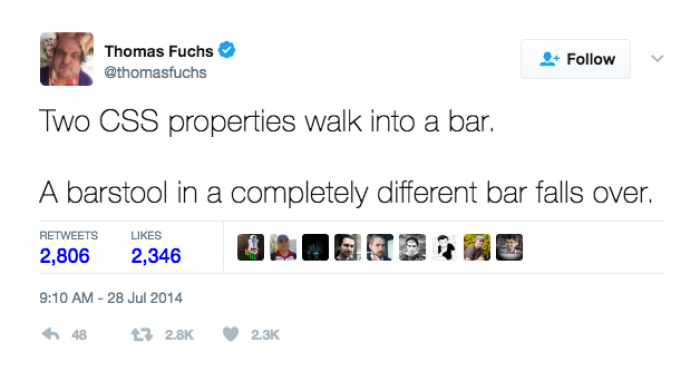 Thomas Fuchs
@thomasfuchs
Follow
Two CSS properties walk into a bar.
A barstool in a completely different bar falls over.
RETWEETS LIKES
2,806 2,346
9:10 AM - 28 Jul 2014
48 2.8K 2.3K